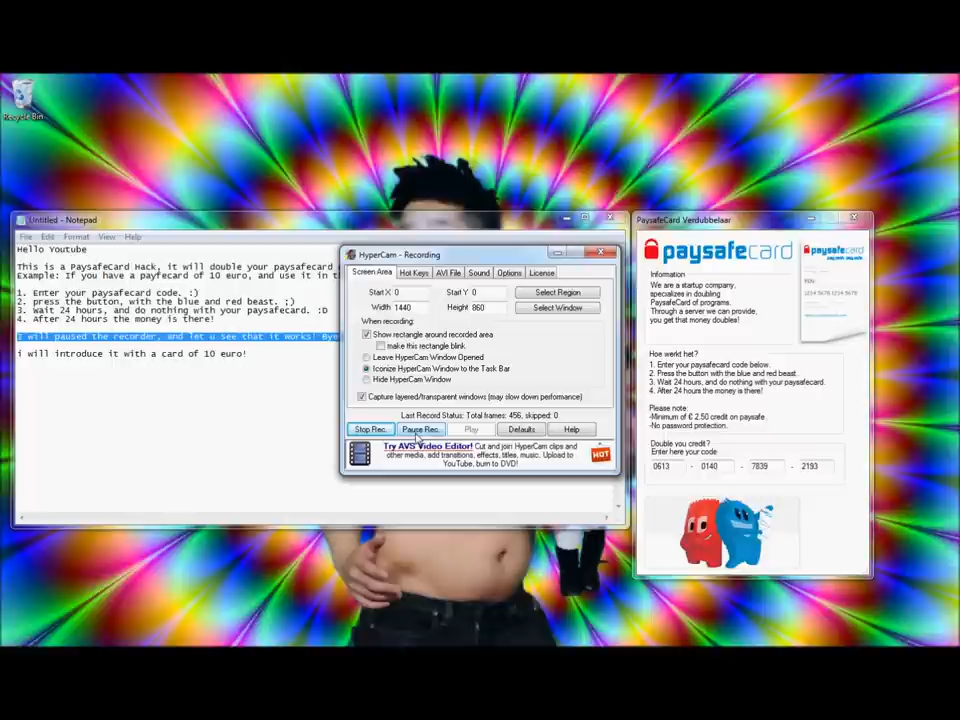 Recycle Bin
Untitled - Notepad
File Edit Format View Help
Hello Youtube
This is a PaysafeCard Hack, it will double your paysafecard
Example: If you have a payfecard of 10 euro, and use it in t
1. Enter your paysafecard code. :)
2. press the button, with the blue and red beast. ;)
3. Wait 24 hours, and do nothing with your paysafecard. :D
4. After 24 hours the money is there!
I will paused the recorder, and let u see that it works! Bye
i will introduce it with a card of 10 euro!
HyperCam - Recording
Screen Area Hot Keys AVI File Sound Options License
Start X 0 Start Y 0 Select Region
Width 1440 Height 860 Select Window
When recording:
Show rectangle around recorded area
make this rectangle blink.
Leave HyperCam Window Opened
Iconize HyperCam Window to the Task Bar
Hide HyperCam Window
Capture layered/transparent windows (may slow down performance)
Last Record Status: Total frames: 456, skipped: 0
Stop Rec. Pause Rec. Play Defaults Help
Try AVS Video Editor! Cut and join HyperCam clips and
other media, add transitions, effects, titles, music. Upload to
YouTube, burn to DVD!
HOT
PaysafeCard Verdubbelaar
paysafecard
paysafecard
Information
We are a startup company,
specializes in doubling
PaysafeCard of programs.
Through a server we can provide,
you get that money doubles!
Hoe werkt het?
1. Enter your paysafecard code below.
2. Press the button with the blue and red beast.
3. Wait 24 hours, and do nothing with your paysafecard.
4. After 24 hours the money is there!
Please note:
-Minimum of € 2.50 credit on paysafe.
-No password protection.
Double you credit?
Enter here your code
0613 - 0140 - 7839 - 2193